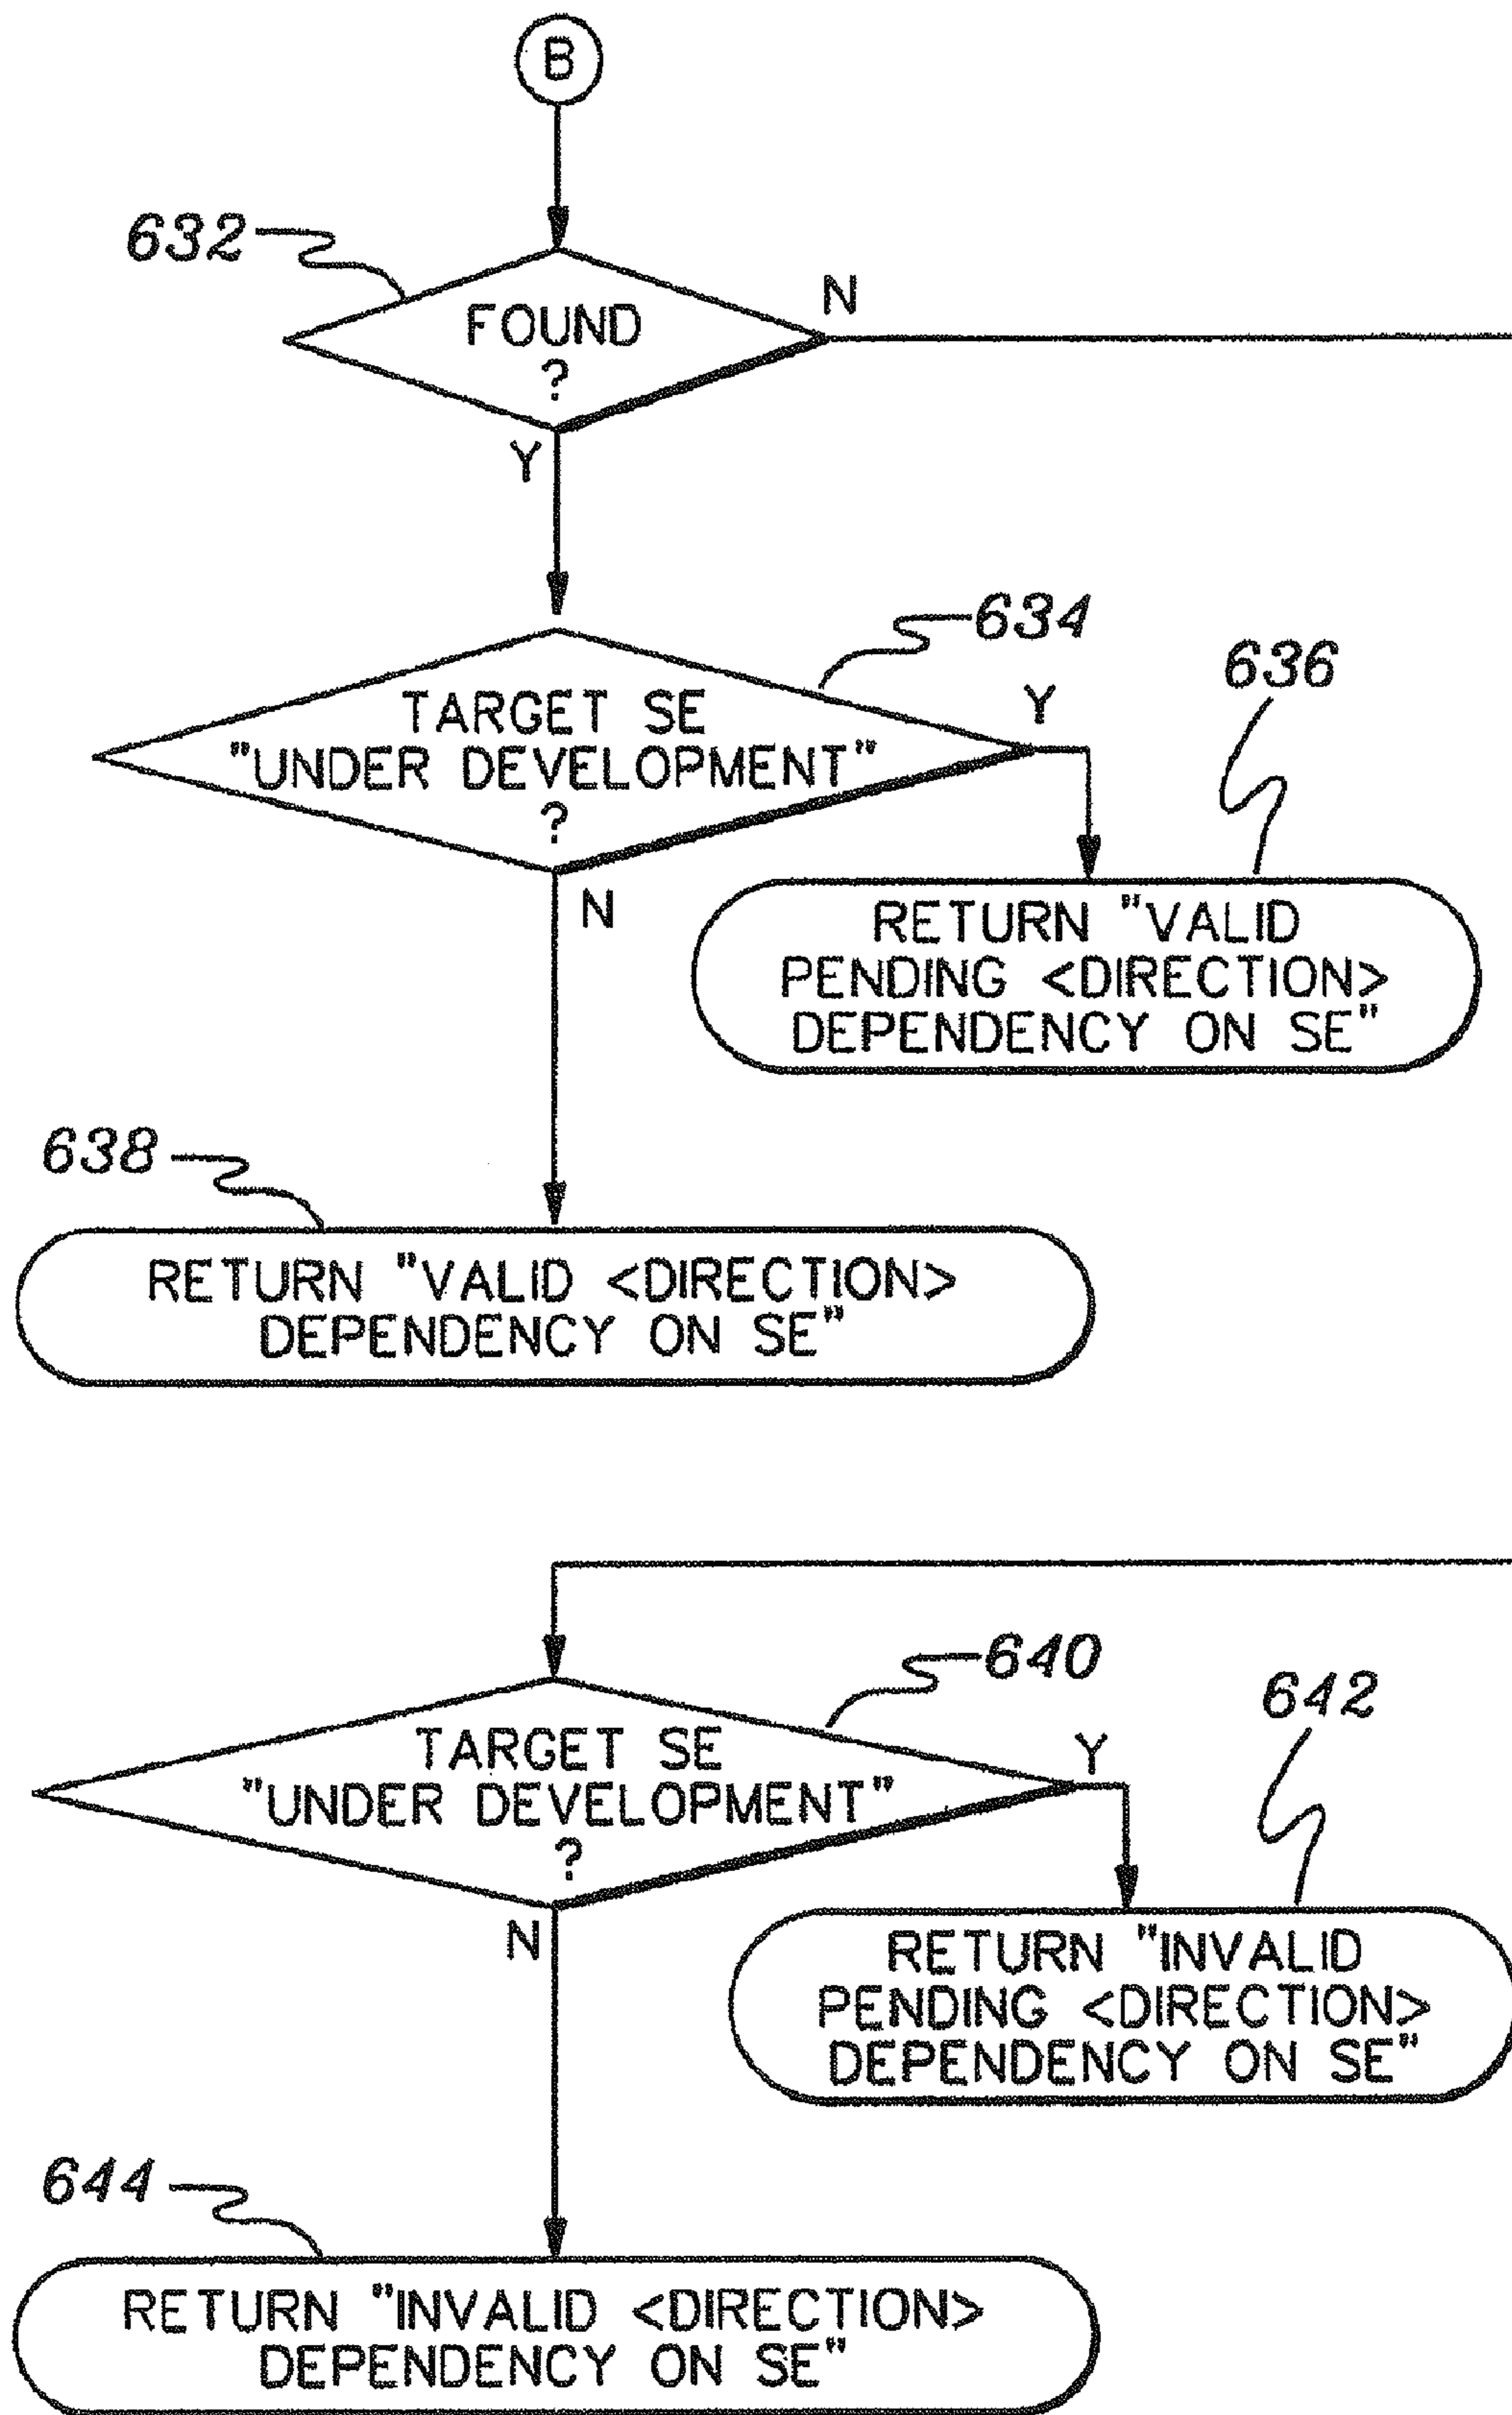 B
632
FOUND
?
N
Y
634
TARGET SE
"UNDER DEVELOPMENT"
?
Y
N
636
RETURN "VALID
PENDING <DIRECTION>
DEPENDENCY ON SE"
638
RETURN "VALID <DIRECTION>
DEPENDENCY ON SE"
640
TARGET SE
"UNDER DEVELOPMENT"
?
Y
N
642
RETURN "INVALID
PENDING <DIRECTION>
DEPENDENCY ON SE"
644
RETURN "INVALID <DIRECTION>
DEPENDENCY ON SE"